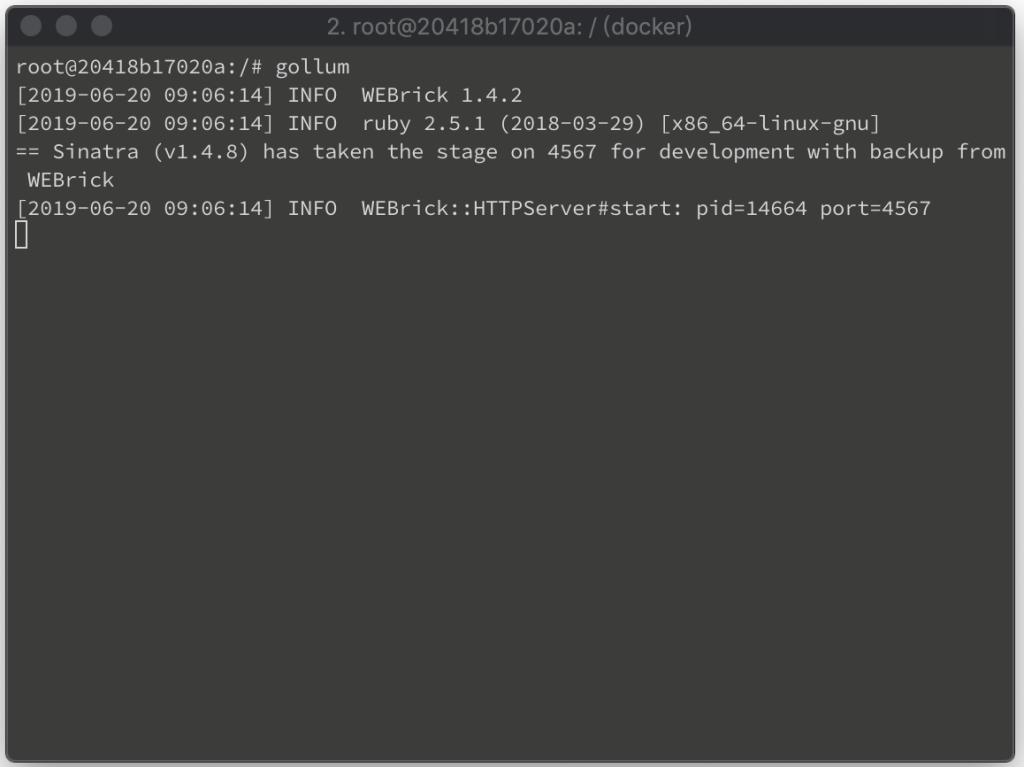 2. root@20418b17020a: / (docker)
root@20418b17020a:/# gollum
[2019-06-20 09:06:14] INFO  WEBrick 1.4.2
[2019-06-20 09:06:14] INFO  ruby 2.5.1 (2018-03-29) [x86_64-linux-gnu]
== Sinatra (v1.4.8) has taken the stage on 4567 for development with backup from
 WEBrick
[2019-06-20 09:06:14] INFO  WEBrick::HTTPServer#start: pid=14664 port=4567